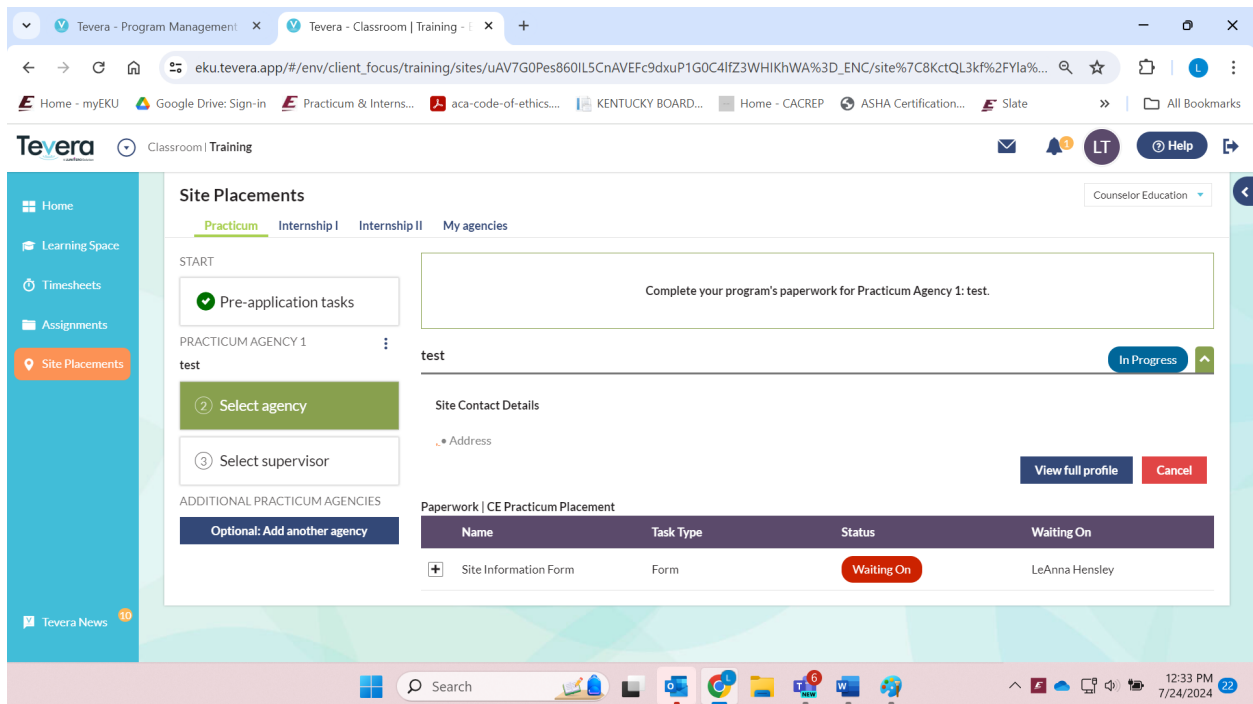 Tevera - Program Management
Tevera - Classroom | Training -
eku.tevera.app/#/env/client_focus/training/sites/uAV7G0Pes860IL5CnAVEFc9dxuP1G0C4lfZ3WHIKhWA%3D_ENC/site%7C8KctQL3kf%2FYla%...
L
Home - myEKU
Google Drive: Sign-in
Practicum & Interns...
aca-code-of-ethics....
KENTUCKY BOARD...
Home - CACREP
ASHA Certification...
Slate
»
All Bookmarks
Tevera
Classroom | Training
1
LT
Help
Home
Learning Space
Timesheets
Assignments
Site Placements
Tevera News
10
Site Placements
Counselor Education
Practicum
Internship I
Internship II
My agencies
START
Pre-application tasks
PRACTICUM AGENCY 1
test
2 Select agency
3 Select supervisor
ADDITIONAL PRACTICUM AGENCIES
Optional: Add another agency
Complete your program's paperwork for Practicum Agency 1: test.
test
In Progress
Site Contact Details
Address
View full profile
Cancel
Paperwork | CE Practicum Placement
Name Task Type Status Waiting On
Site Information Form Form Waiting On LeAnna Hensley
Search
6
NEW
12:33 PM
7/24/2024
22